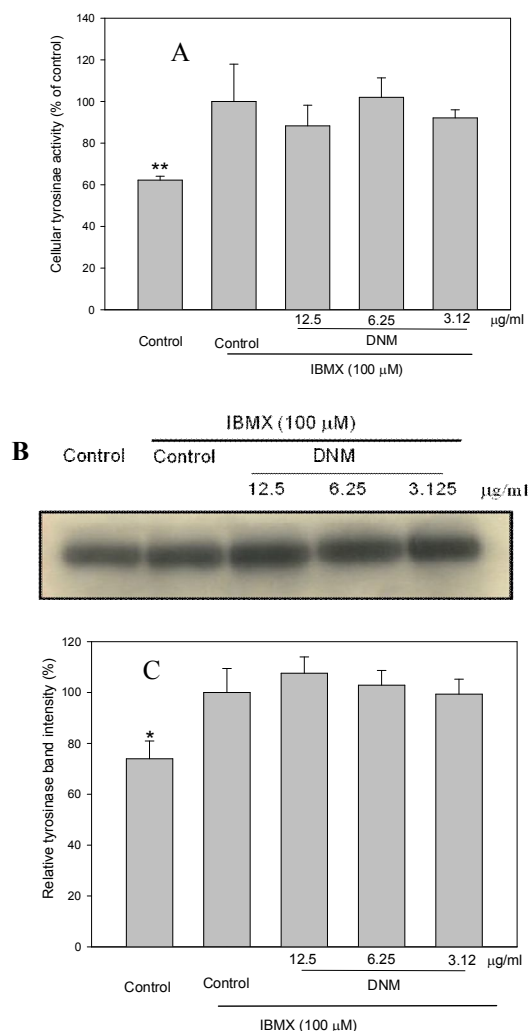 A
Cellular tyrosinae activity (% of control)
140
120
100
80
60
40
20
0
**
12.5 6.25 3.12 µg/ml
Control Control DNM
IBMX (100 µM)
IBMX (100 µM)
B Control Control DNM
12.5 6.25 3.125 µg/ml
C
Relative tyrosinase band intensity (%)
120
100
80
60
40
20
0
*
12.5 6.25 3.12 µg/ml
Control Control DNM
IBMX (100 µM)